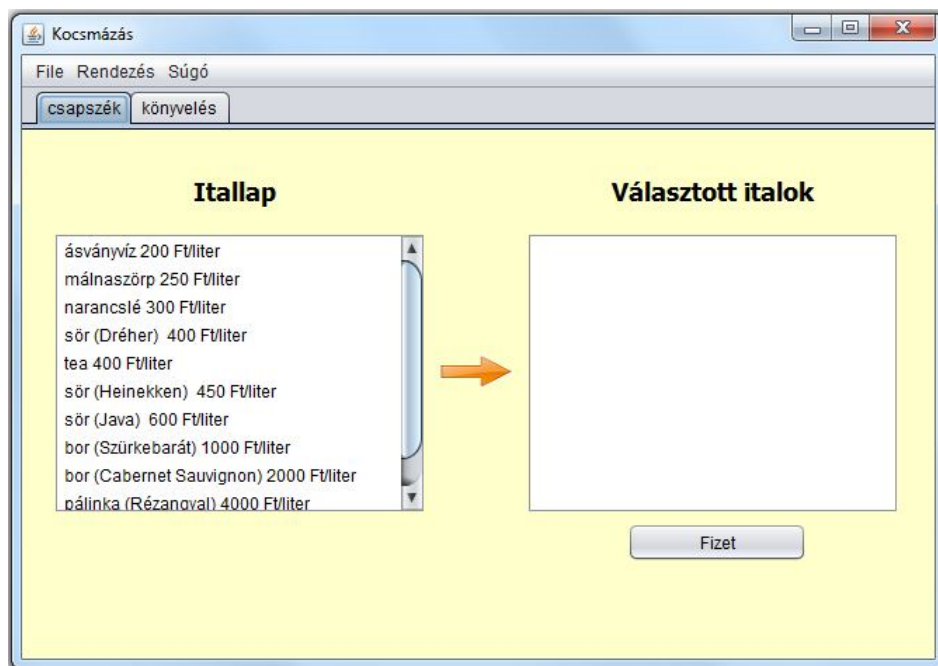 Kocsmázás
File Rendezés Súgó
csapszék könyvelés
Itallap
ásványvíz 200 Ft/liter
málnaszörp 250 Ft/liter
narancslé 300 Ft/liter
sör (Dréher)  400 Ft/liter
tea 400 Ft/liter
sör (Heinekken)  450 Ft/liter
sör (Java)  600 Ft/liter
bor (Szürkebarát) 1000 Ft/liter
bor (Cabernet Sauvignon) 2000 Ft/liter
pálinka (Rézangyal) 4000 Ft/liter
Választott italok
Fizet